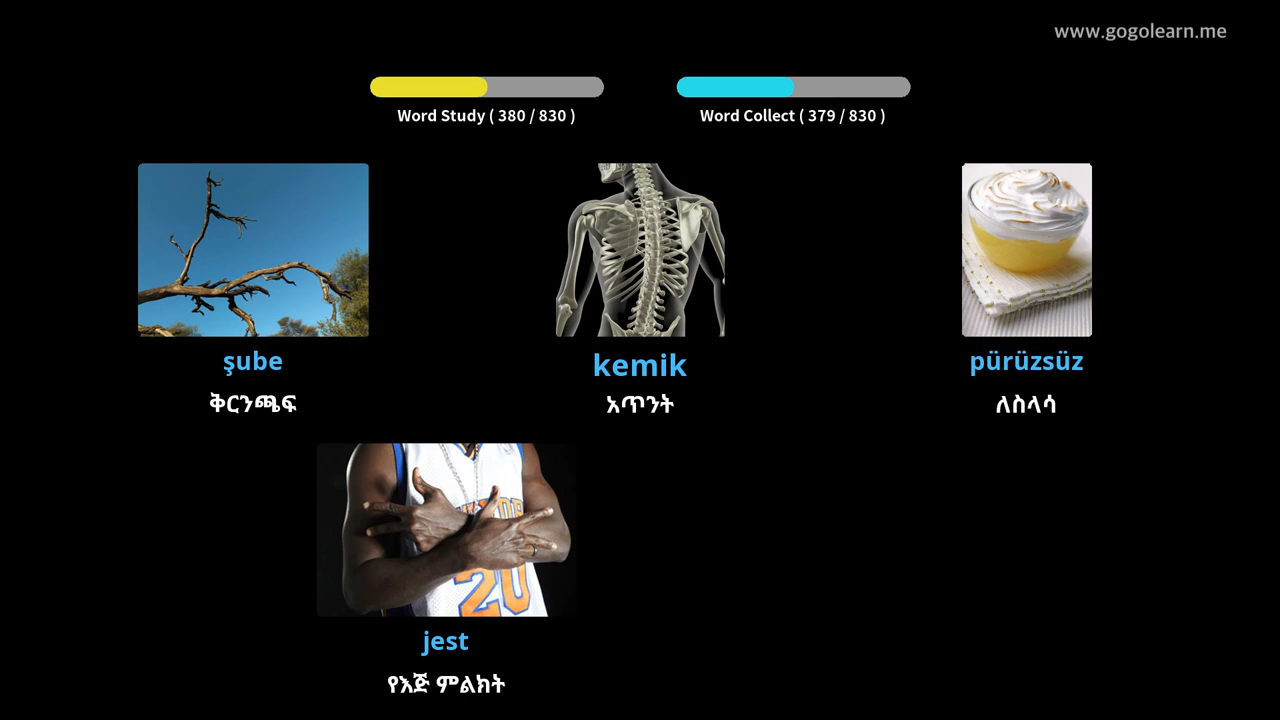 www.gogolearn.me
Word Study ( 380 / 830 )
Word Collect ( 379 / 830 )
şube
kemik
pürüzsüz
ቅርንጫፍ
አጥንት
ለስላሳ
20
jest
የእጅ ምልክት